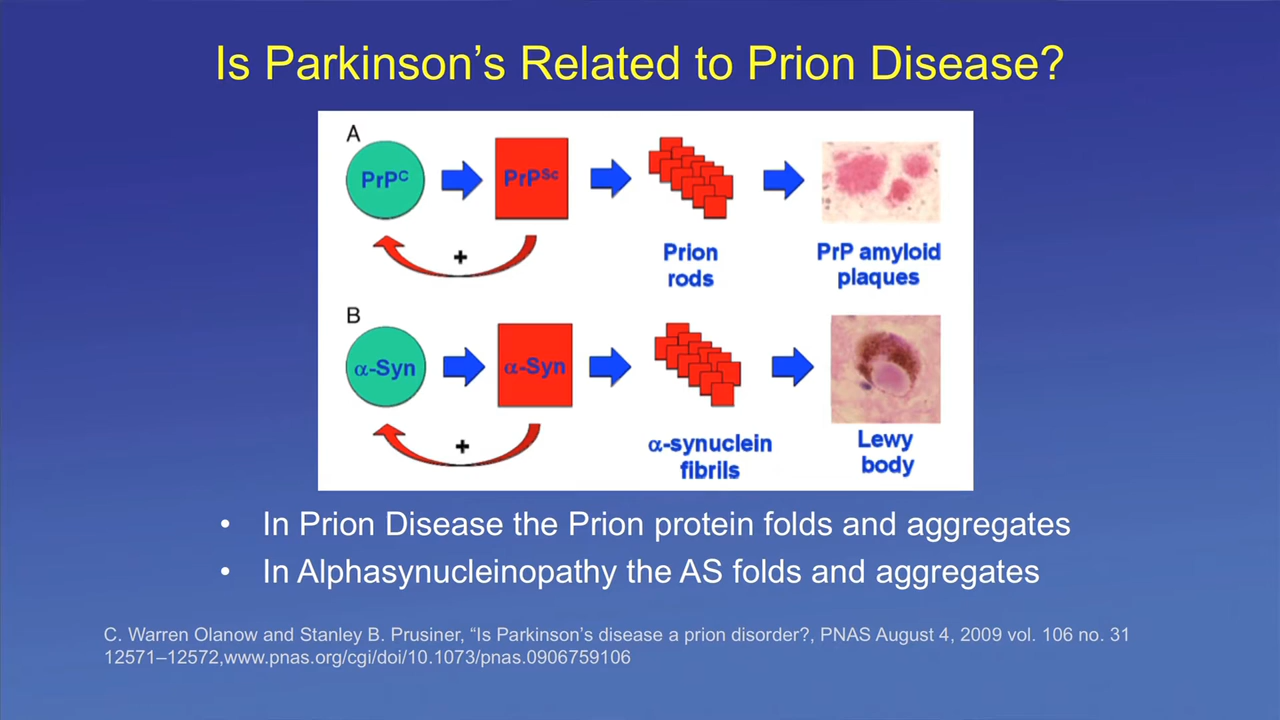 Is Parkinson’s Related to Prion Disease?
A
PrPC
PrPSc
+
Prion
rods
PrP amyloid
plaques
B
α-Syn
α-Syn
+
α-synuclein
fibrils
Lewy
body
• In Prion Disease the Prion protein folds and aggregates
• In Alphasynucleinopathy the AS folds and aggregates
C. Warren Olanow and Stanley B. Prusiner, “Is Parkinson’s disease a prion disorder?, PNAS August 4, 2009 vol. 106 no. 31
12571–12572,www.pnas.org/cgi/doi/10.1073/pnas.0906759106